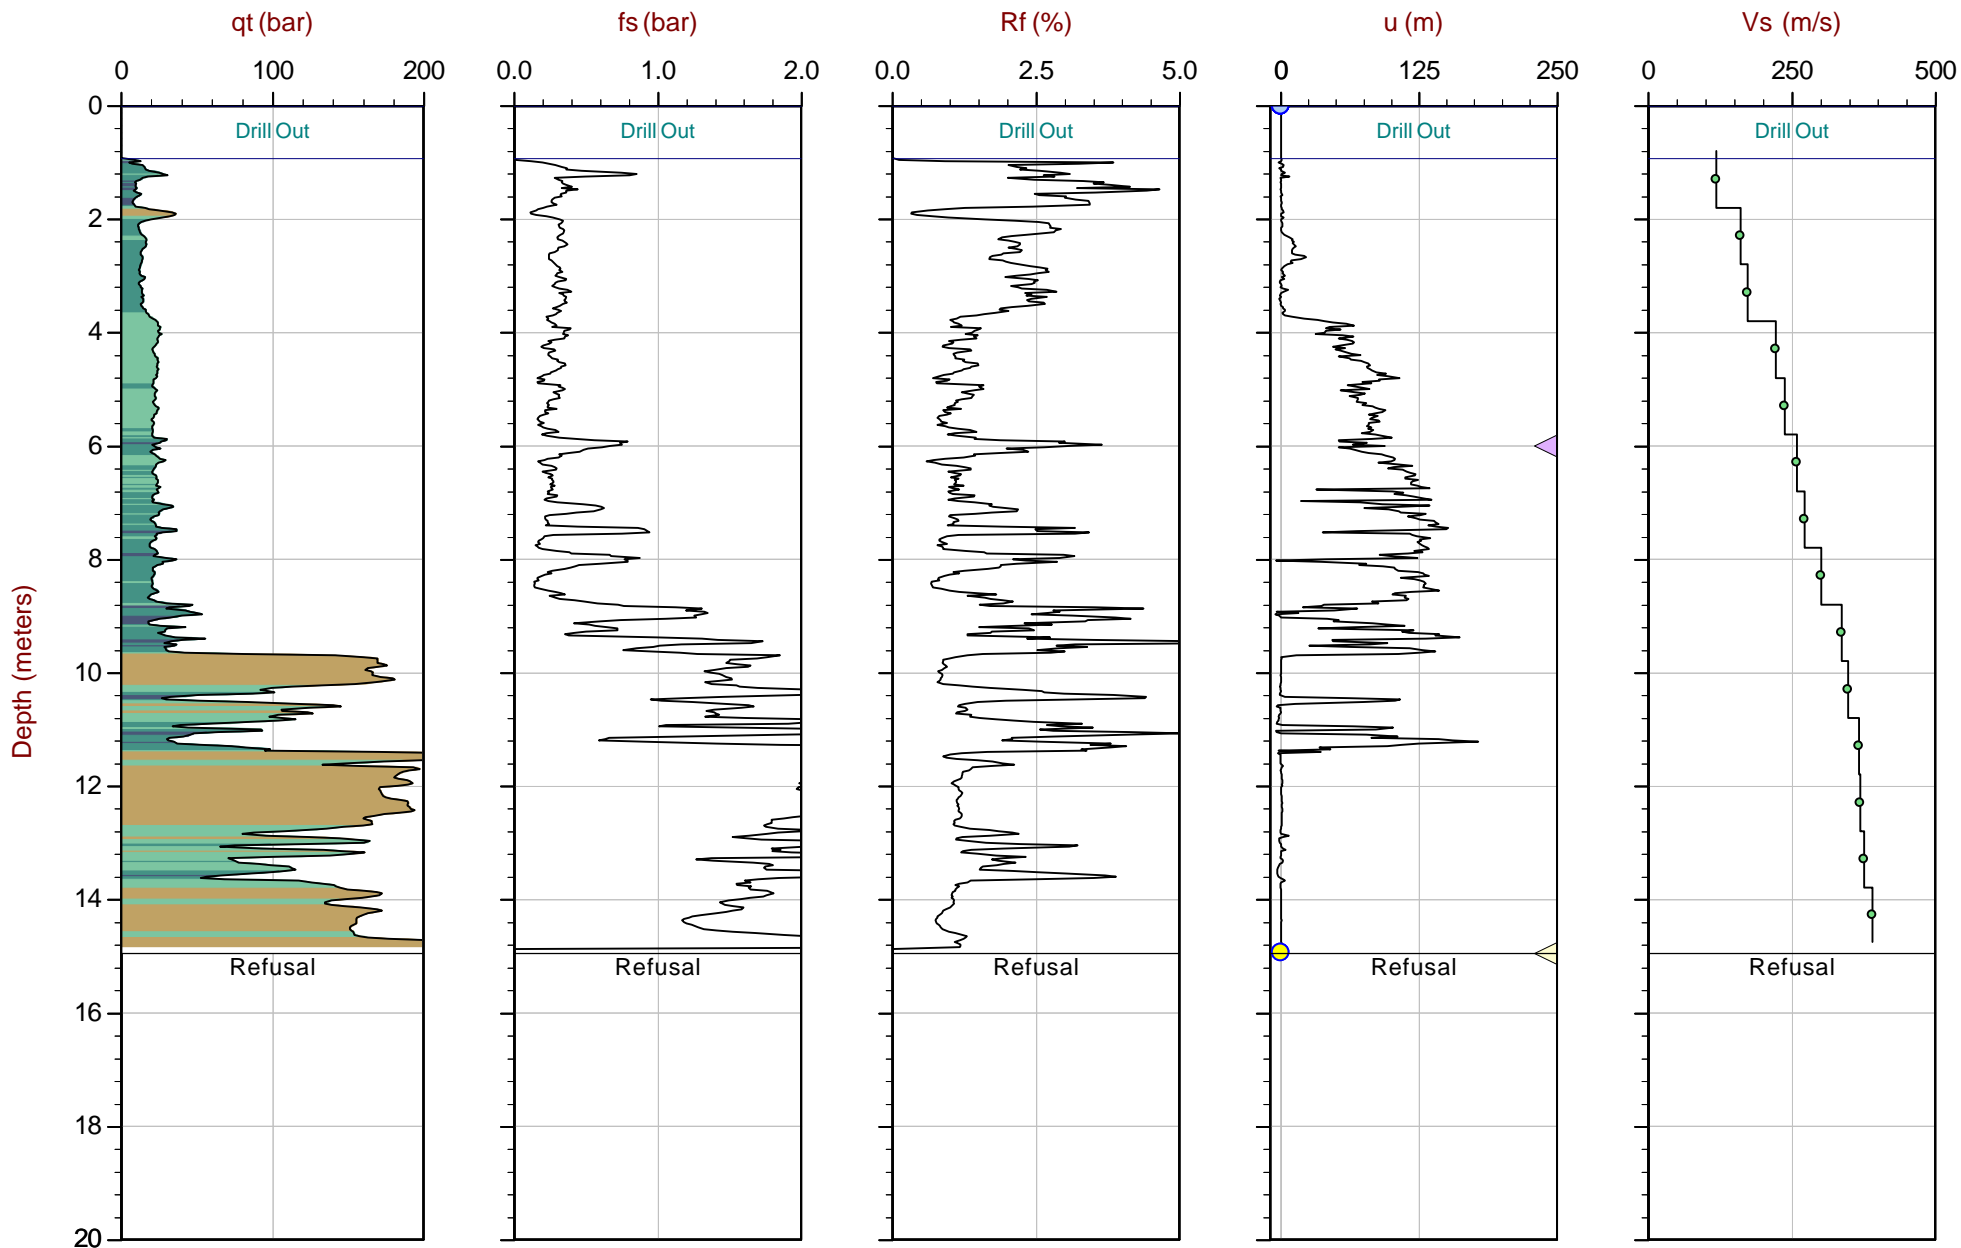 qt (bar) fs (bar) Rf (%) u (m) Vs (m/s)
0 100 200 0.0 1.0 2.0 0.0 2.5 5.0 0 125 250 0 250 500
0
Drill Out Drill Out Drill Out Drill Out Drill Out
2
4
6
8
Depth (meters)
10
12
14
Refusal Refusal Refusal Refusal Refusal
16
18
20